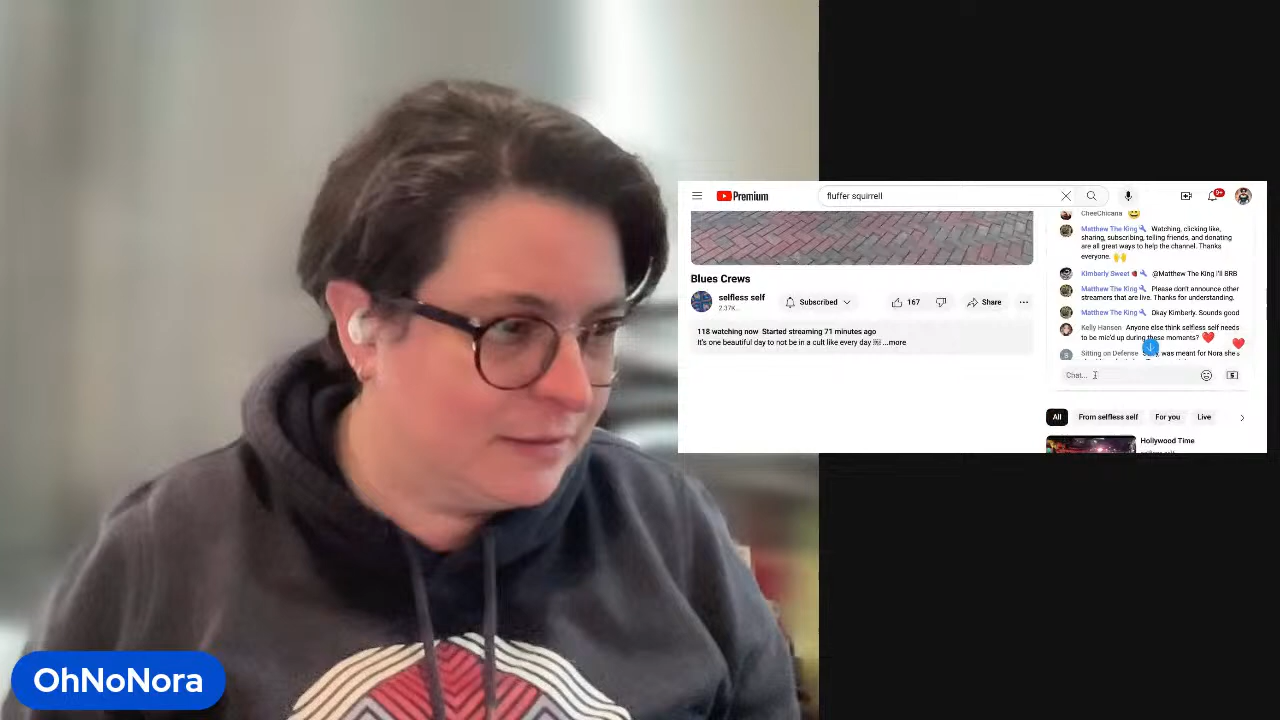 Premium
fluffer squirrell
9+
CheeChicana
Matthew The King Watching, clicking like,
sharing, subscribing, telling friends, and donating
are all great ways to help the channel. Thanks
everyone.
Kimberly Sweet @Matthew The King I'll BRB
Matthew The King Please don't announce other
streamers that are live. Thanks for understanding.
Matthew The King Okay Kimberly. Sounds good
Kelly Hansen Anyone else think selfless self needs
to be mic'd up during these moments?
Sitting on Defense was meant for Nora she's
Chat...
Blues Crews
selfless self
2.37K
Subscribed
167
Share
118 watching now Started streaming 71 minutes ago
It's one beautiful day to not be in a cult like every day ...more
All From selfless self For you Live
Hollywood Time
OhNoNora